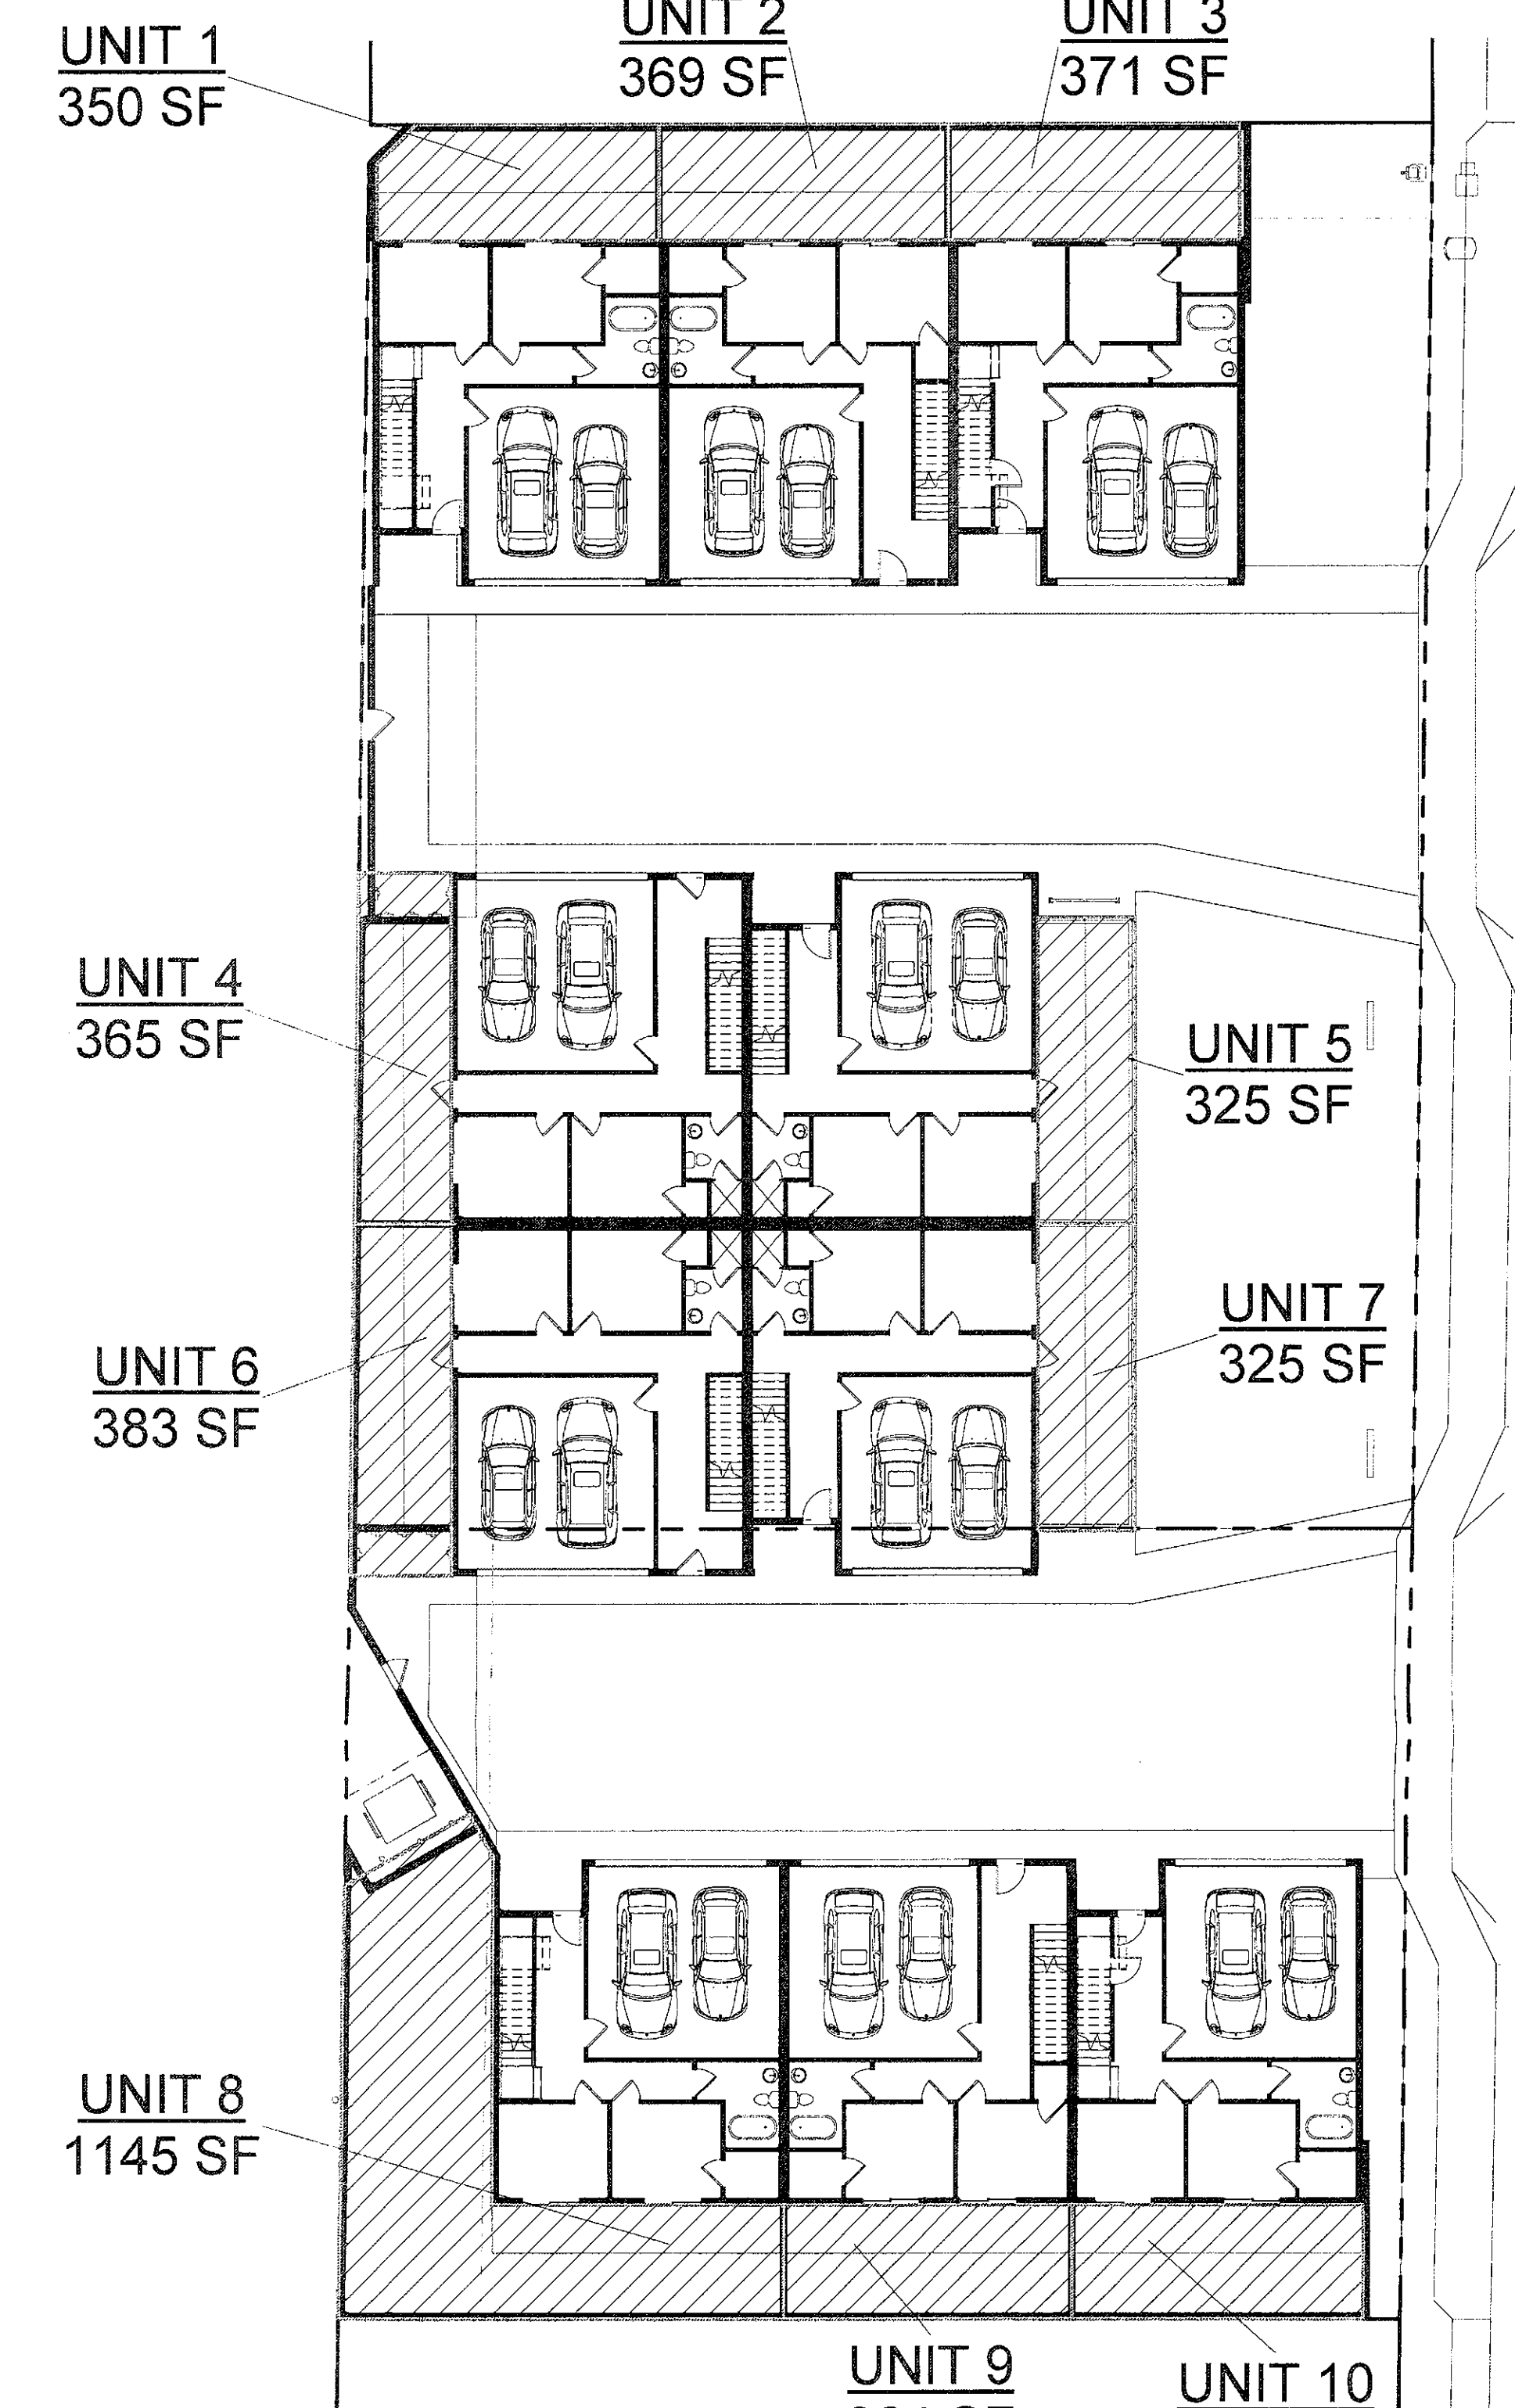 UNIT 1
350 SF
UNIT 2
369 SF
UNIT 3
371 SF
UNIT 4
365 SF
UNIT 5
325 SF
UNIT 6
383 SF
UNIT 7
325 SF
UNIT 8
1145 SF
UNIT 9
UNIT 10